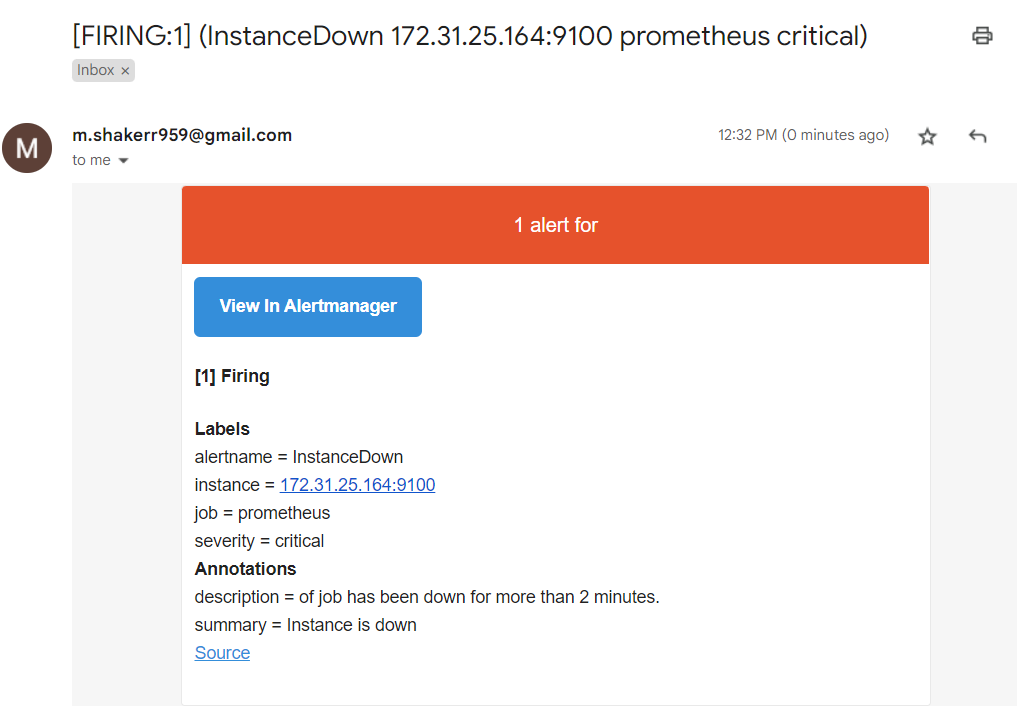 [FIRING:1] (InstanceDown 172.31.25.164:9100 prometheus critical)
Inbox ×
M
m.shakerr959@gmail.com
12:32 PM (0 minutes ago)
to me
1 alert for
View In Alertmanager
[1] Firing
Labels
alertname = InstanceDown
instance = 172.31.25.164:9100
job = prometheus
severity = critical
Annotations
description = of job has been down for more than 2 minutes.
summary = Instance is down
Source